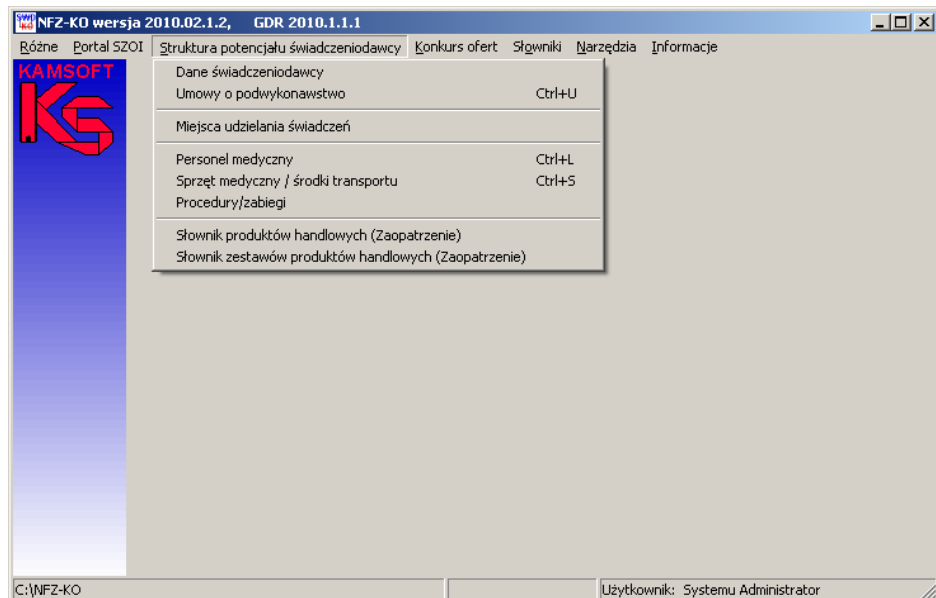 NFZ-KO wersja 2010.02.1.2, GDR 2010.1.1.1
Różne Portal SZOI Struktura potencjału świadczeniodawcy Konkurs ofert Słowniki Narzędzia Informacje
KAMSOFT
Dane świadczeniodawcy
Umowy o podwykonawstwo Ctrl+U
Miejsca udzielania świadczeń
Personel medyczny Ctrl+L
Sprzęt medyczny / środki transportu Ctrl+S
Procedury/zabiegi
Słownik produktów handlowych (Zaopatrzenie)
Słownik zestawów produktów handlowych (Zaopatrzenie)
C:\NFZ-KO Użytkownik: Systemu Administrator